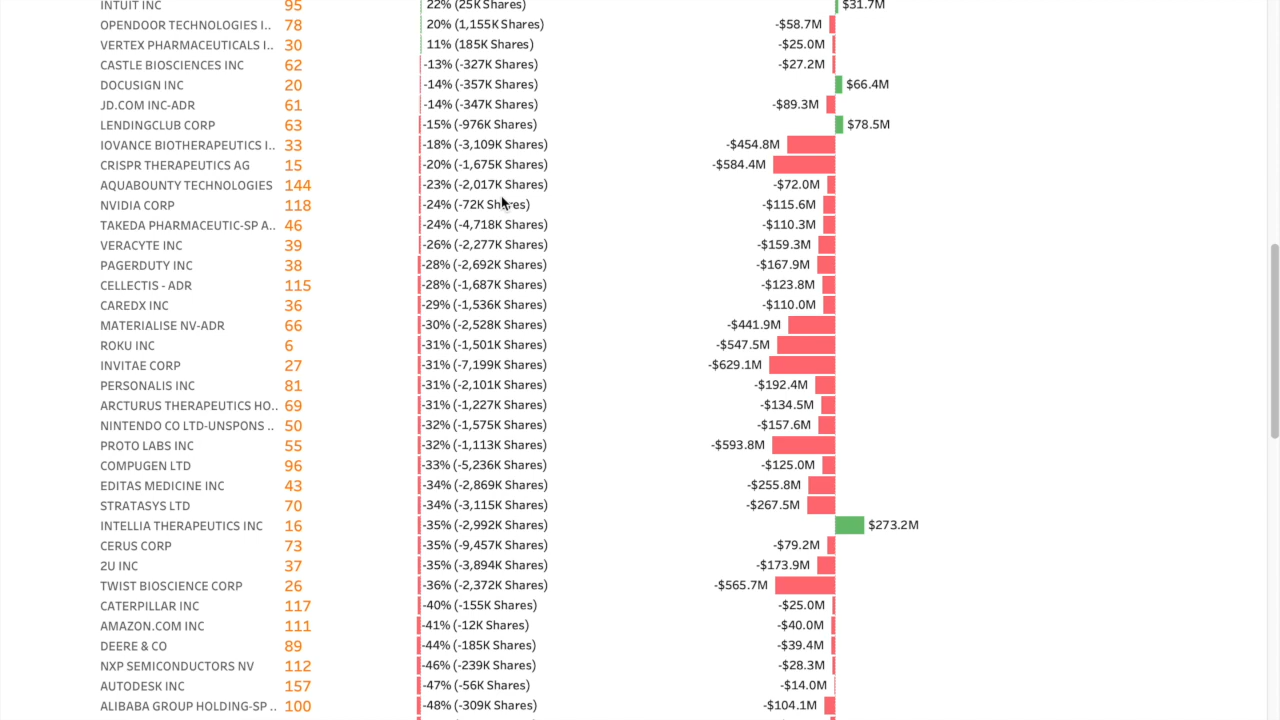 INTUIT INC 95 22% (25K Shares) $31.7M
OPENDOOR TECHNOLOGIES I.. 78 20% (1,155K Shares) -$58.7M
VERTEX PHARMACEUTICALS I.. 30 11% (185K Shares) -$25.0M
CASTLE BIOSCIENCES INC 62 -13% (-327K Shares) -$27.2M
DOCUSIGN INC 20 -14% (-357K Shares) $66.4M
JD.COM INC-ADR 61 -14% (-347K Shares) -$89.3M
LENDINGCLUB CORP 63 -15% (-976K Shares) $78.5M
IOVANCE BIOTHERAPEUTICS I.. 33 -18% (-3,109K Shares) -$454.8M
CRISPR THERAPEUTICS AG 15 -20% (-1,675K Shares) -$584.4M
AQUABOUNTY TECHNOLOGIES 144 -23% (-2,017K Shares) -$72.0M
NVIDIA CORP 118 -24% (-72K Shares) -$115.6M
TAKEDA PHARMACEUTIC-SP A.. 46 -24% (-4,718K Shares) -$110.3M
VERACYTE INC 39 -26% (-2,277K Shares) -$159.3M
PAGERDUTY INC 38 -28% (-2,692K Shares) -$167.9M
CELLECTIS - ADR 115 -28% (-1,687K Shares) -$123.8M
CAREDX INC 36 -29% (-1,536K Shares) -$110.0M
MATERIALISE NV-ADR 66 -30% (-2,528K Shares) -$441.9M
ROKU INC 6 -31% (-1,501K Shares) -$547.5M
INVITAE CORP 27 -31% (-7,199K Shares) -$629.1M
PERSONALIS INC 81 -31% (-2,101K Shares) -$192.4M
ARCTURUS THERAPEUTICS HO.. 69 -31% (-1,227K Shares) -$134.5M
NINTENDO CO LTD-UNSPONS .. 50 -32% (-1,575K Shares) -$157.6M
PROTO LABS INC 55 -32% (-1,113K Shares) -$593.8M
COMPUGEN LTD 96 -33% (-5,236K Shares) -$125.0M
EDITAS MEDICINE INC 43 -34% (-2,869K Shares) -$255.8M
STRATASYS LTD 70 -34% (-3,115K Shares) -$267.5M
INTELLIA THERAPEUTICS INC 16 -35% (-2,992K Shares) $273.2M
CERUS CORP 73 -35% (-9,457K Shares) -$79.2M
2U INC 37 -35% (-3,894K Shares) -$173.9M
TWIST BIOSCIENCE CORP 26 -36% (-2,372K Shares) -$565.7M
CATERPILLAR INC 117 -40% (-155K Shares) -$25.0M
AMAZON.COM INC 111 -41% (-12K Shares) -$40.0M
DEERE & CO 89 -44% (-185K Shares) -$39.4M
NXP SEMICONDUCTORS NV 112 -46% (-239K Shares) -$28.3M
AUTODESK INC 157 -47% (-56K Shares) -$14.0M
ALIBABA GROUP HOLDING-SP .. 100 -48% (-309K Shares) -$104.1M